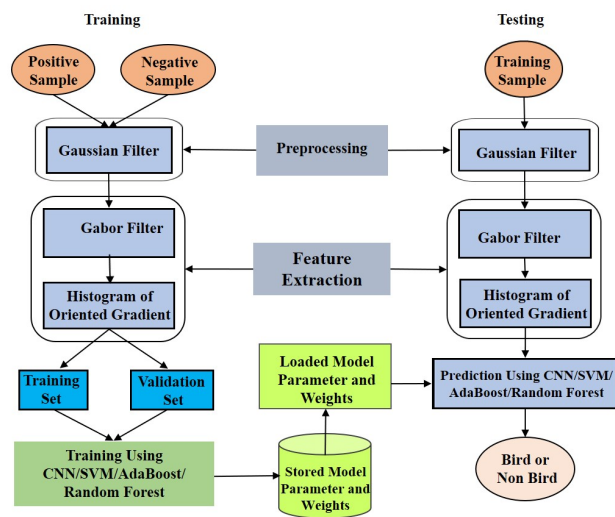 Training
Testing
Positive
Sample
Negative
Sample
Training
Sample
Gaussian Filter
Preprocessing
Gaussian Filter
Gabor Filter
Gabor Filter
Feature
Extraction
Histogram of
Oriented Gradient
Histogram of
Oriented Gradient
Training
Set
Validation
Set
Loaded Model
Parameter and
Weights
Prediction Using CNN/SVM/
AdaBoost/Random Forest
Training Using
CNN/SVM/AdaBoost/
Random Forest
Stored Model
Parameter and
Weights
Bird or
Non Bird